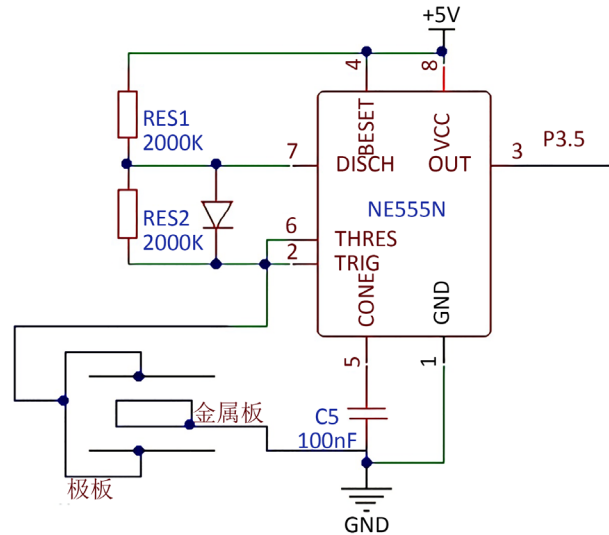 +5V
4
8
RES1
2000K
BESET
VCC
7
DISCH
OUT
3
P3.5
RES2
2000K
NE555N
6
THRES
2
TRIG
CONE
GND
5
1
金属板
C5
100nF
极板
GND